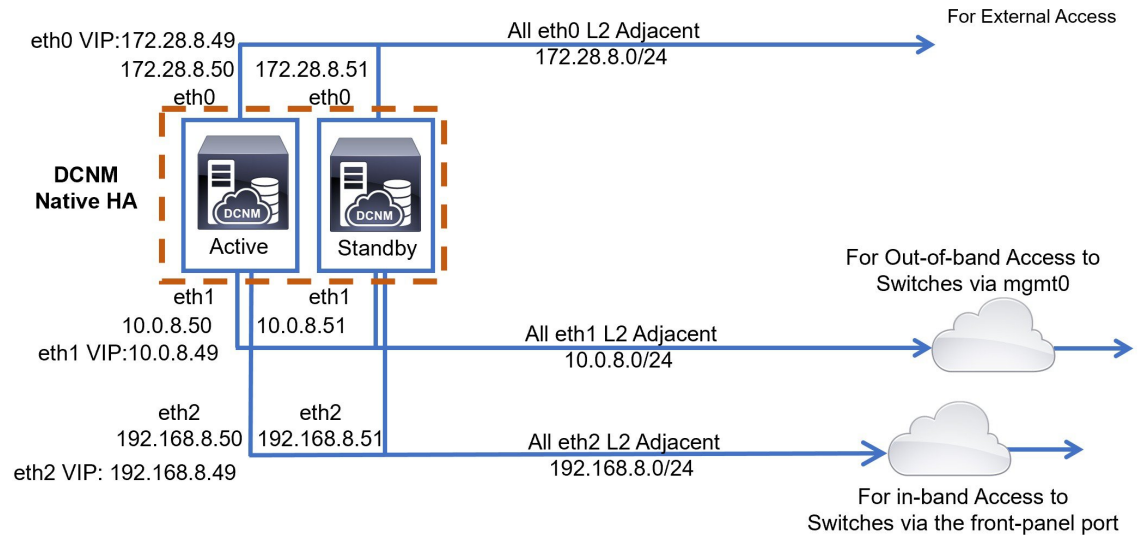 For External Access
eth0 VIP:172.28.8.49
All eth0 L2 Adjacent
172.28.8.50 172.28.8.51
172.28.8.0/24
eth0 eth0
DCNM
Native HA
DCNM DCNM
Active Standby
For Out-of-band Access to
Switches via mgmt0
eth1 eth1
10.0.8.50 10.0.8.51
All eth1 L2 Adjacent
eth1 VIP:10.0.8.49
10.0.8.0/24
eth2 eth2
192.168.8.50 192.168.8.51
All eth2 L2 Adjacent
eth2 VIP: 192.168.8.49
192.168.8.0/24
For in-band Access to
Switches via the front-panel port